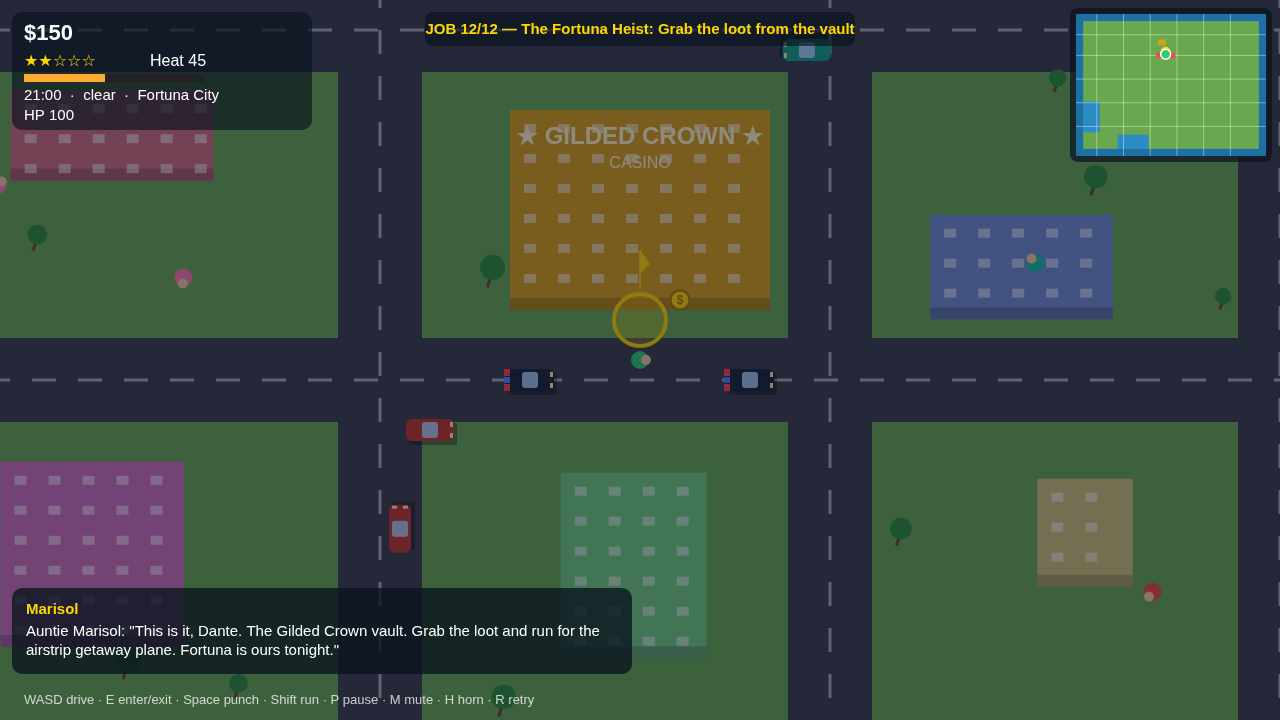 $150
JOB 12/12 — The Fortuna Heist: Grab the loot from the vault
★★☆☆☆ Heat 45
21:00 · clear · Fortuna City
HP 100
★ GILDED CROWN ★
CASINO
$
Marisol
Auntie Marisol: "This is it, Dante. The Gilded Crown vault. Grab the loot and run for the
airstrip getaway plane. Fortuna is ours tonight."
WASD drive · E enter/exit · Space punch · Shift run · P pause · M mute · H horn · R retry